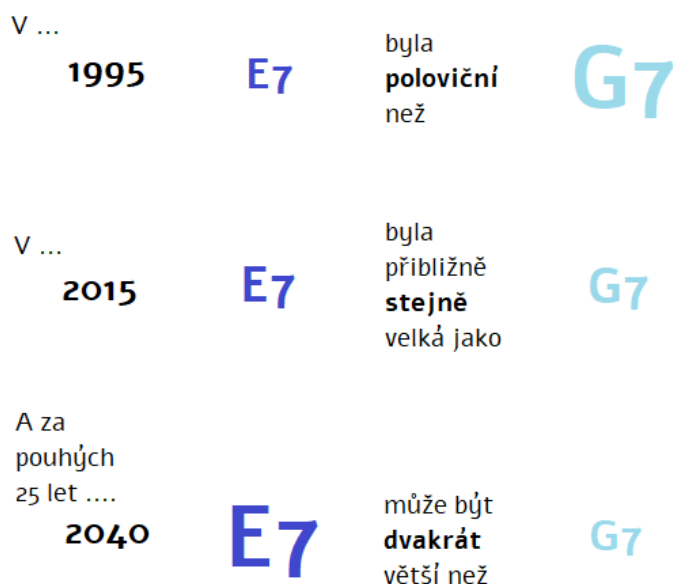 V ...
1995
E7
byla
poloviční
než
G7
V ...
2015
E7
byla
přibližně
stejně
velká jako
G7
A za
pouhých
25 let ....
2040
E7
může být
dvakrát
větší než
G7